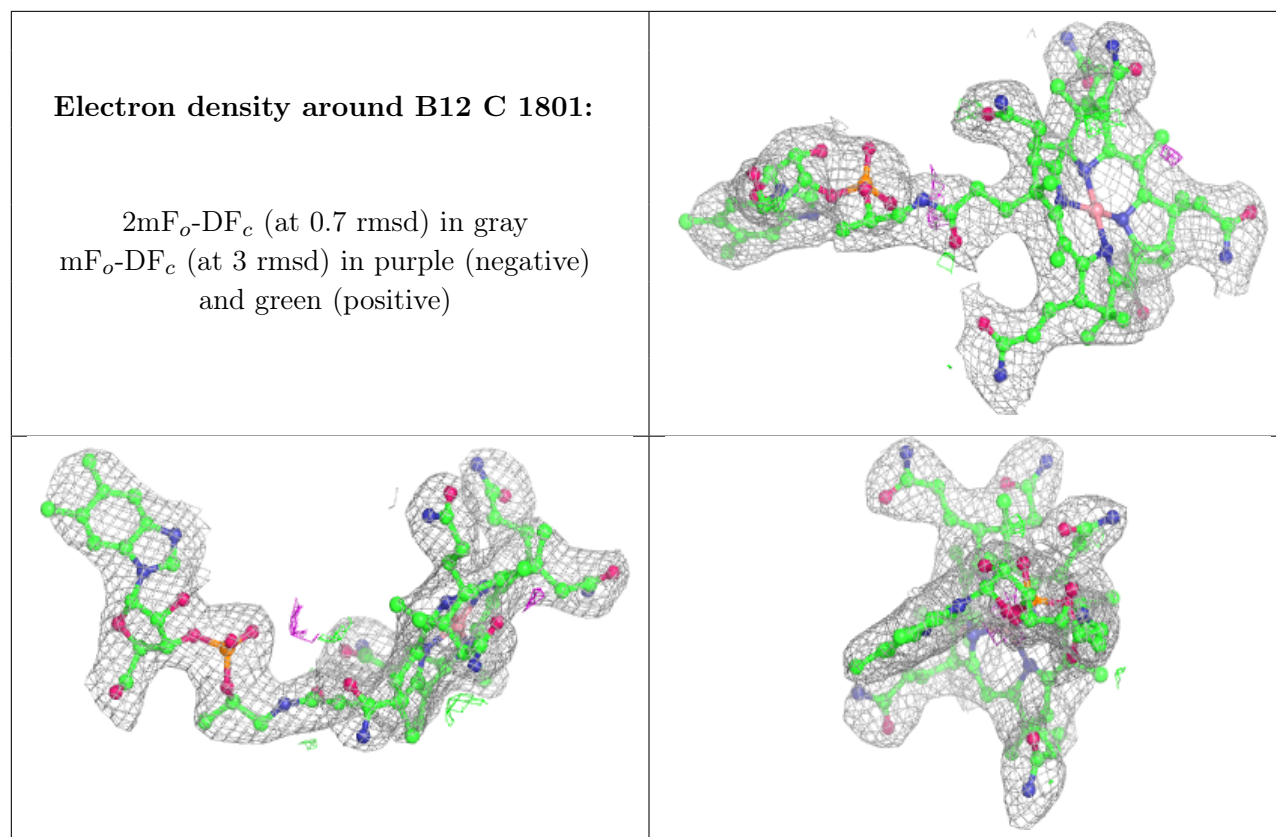 Electron density around B12 C 1801:
2mFo-DFc (at 0.7 rmsd) in gray
mFo-DFc (at 3 rmsd) in purple (negative)
and green (positive)